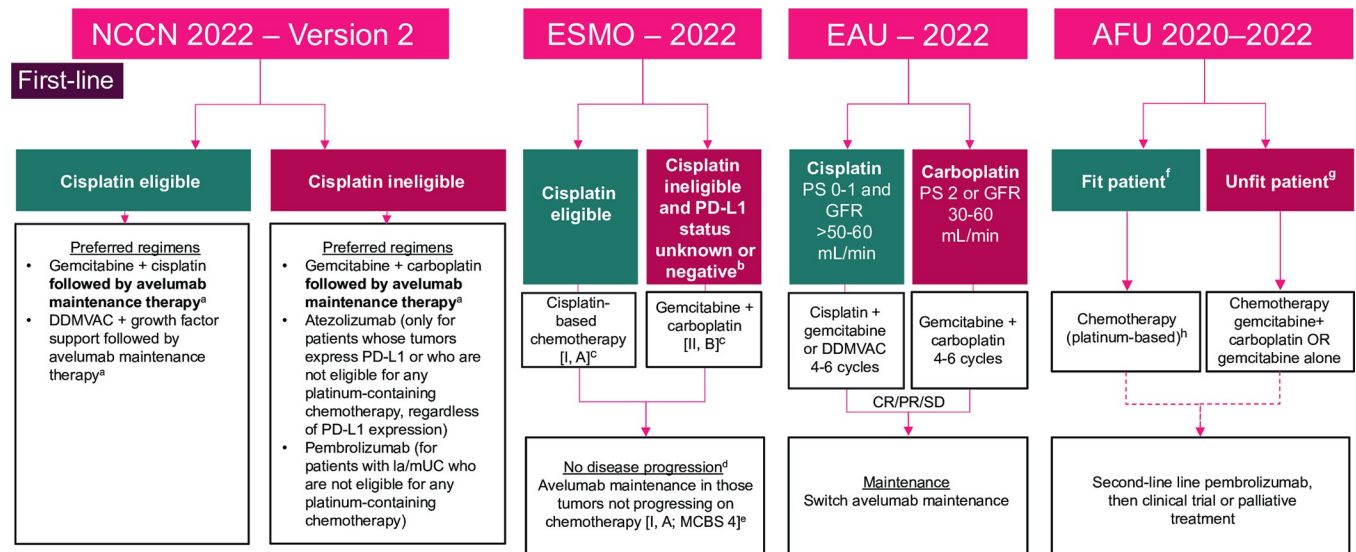 NCCN 2022 – Version 2
First-line
Cisplatin eligible
Preferred regimens
• Gemcitabine + cisplatin
followed by avelumab
maintenance therapyᵃ
• DDMVAC + growth factor
support followed by
avelumab maintenance
therapyᵃ
Cisplatin ineligible
Preferred regimens
• Gemcitabine + carboplatin
followed by avelumab
maintenance therapyᵃ
• Atezolizumab (only for
patients whose tumors
express PD-L1 or who are
not eligible for any
platinum-containing
chemotherapy, regardless
of PD-L1 expression)
• Pembrolizumab (for
patients with la/mUC who
are not eligible for any
platinum-containing
chemotherapy)
ESMO – 2022
Cisplatin
eligible
Cisplatin-
based
chemotherapy
[I, A]ᶜ
Cisplatin
ineligible
and PD-L1
status
unknown or
negativeᵇ
Gemcitabine +
carboplatin
[II, B]ᶜ
No disease progressionᵈ
Avelumab maintenance in those
tumors not progressing on
chemotherapy [I, A; MCBS 4]ᵉ
EAU – 2022
Cisplatin
PS 0-1 and
GFR
>50-60
mL/min
Cisplatin +
gemcitabine
or DDMVAC
4-6 cycles
Carboplatin
PS 2 or GFR
30-60
mL/min
Gemcitabine +
carboplatin
4-6 cycles
CR/PR/SD
Maintenance
Switch avelumab maintenance
AFU 2020–2022
Fit patientᶠ
Chemotherapy
(platinum-based)ʰ
Unfit patientᵍ
Chemotherapy
gemcitabine+
carboplatin OR
gemcitabine alone
Second-line line pembrolizumab,
then clinical trial or palliative
treatment